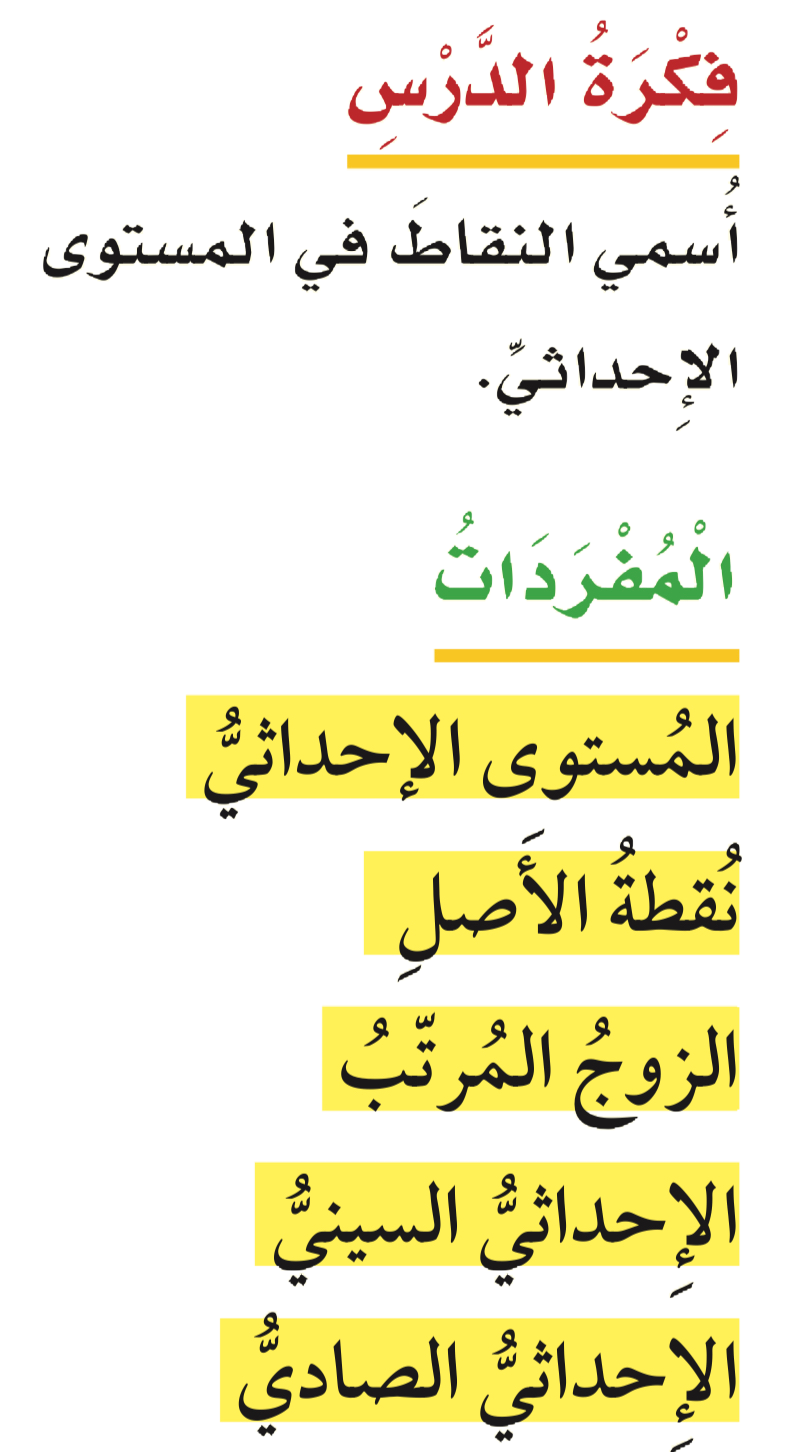 فِكْرَةُ الدَّرْسِ
أُسمي النقاطَ في المستوى
الإِحداثيِّ.
الْمُفْرَدَاتُ
المُستوى الإحداثيُّ
نُقطةُ الأَصلِ
الزوجُ المُرتّبُ
الإِحداثيُّ السينيُّ
الإِحداثيُّ الصاديُّ